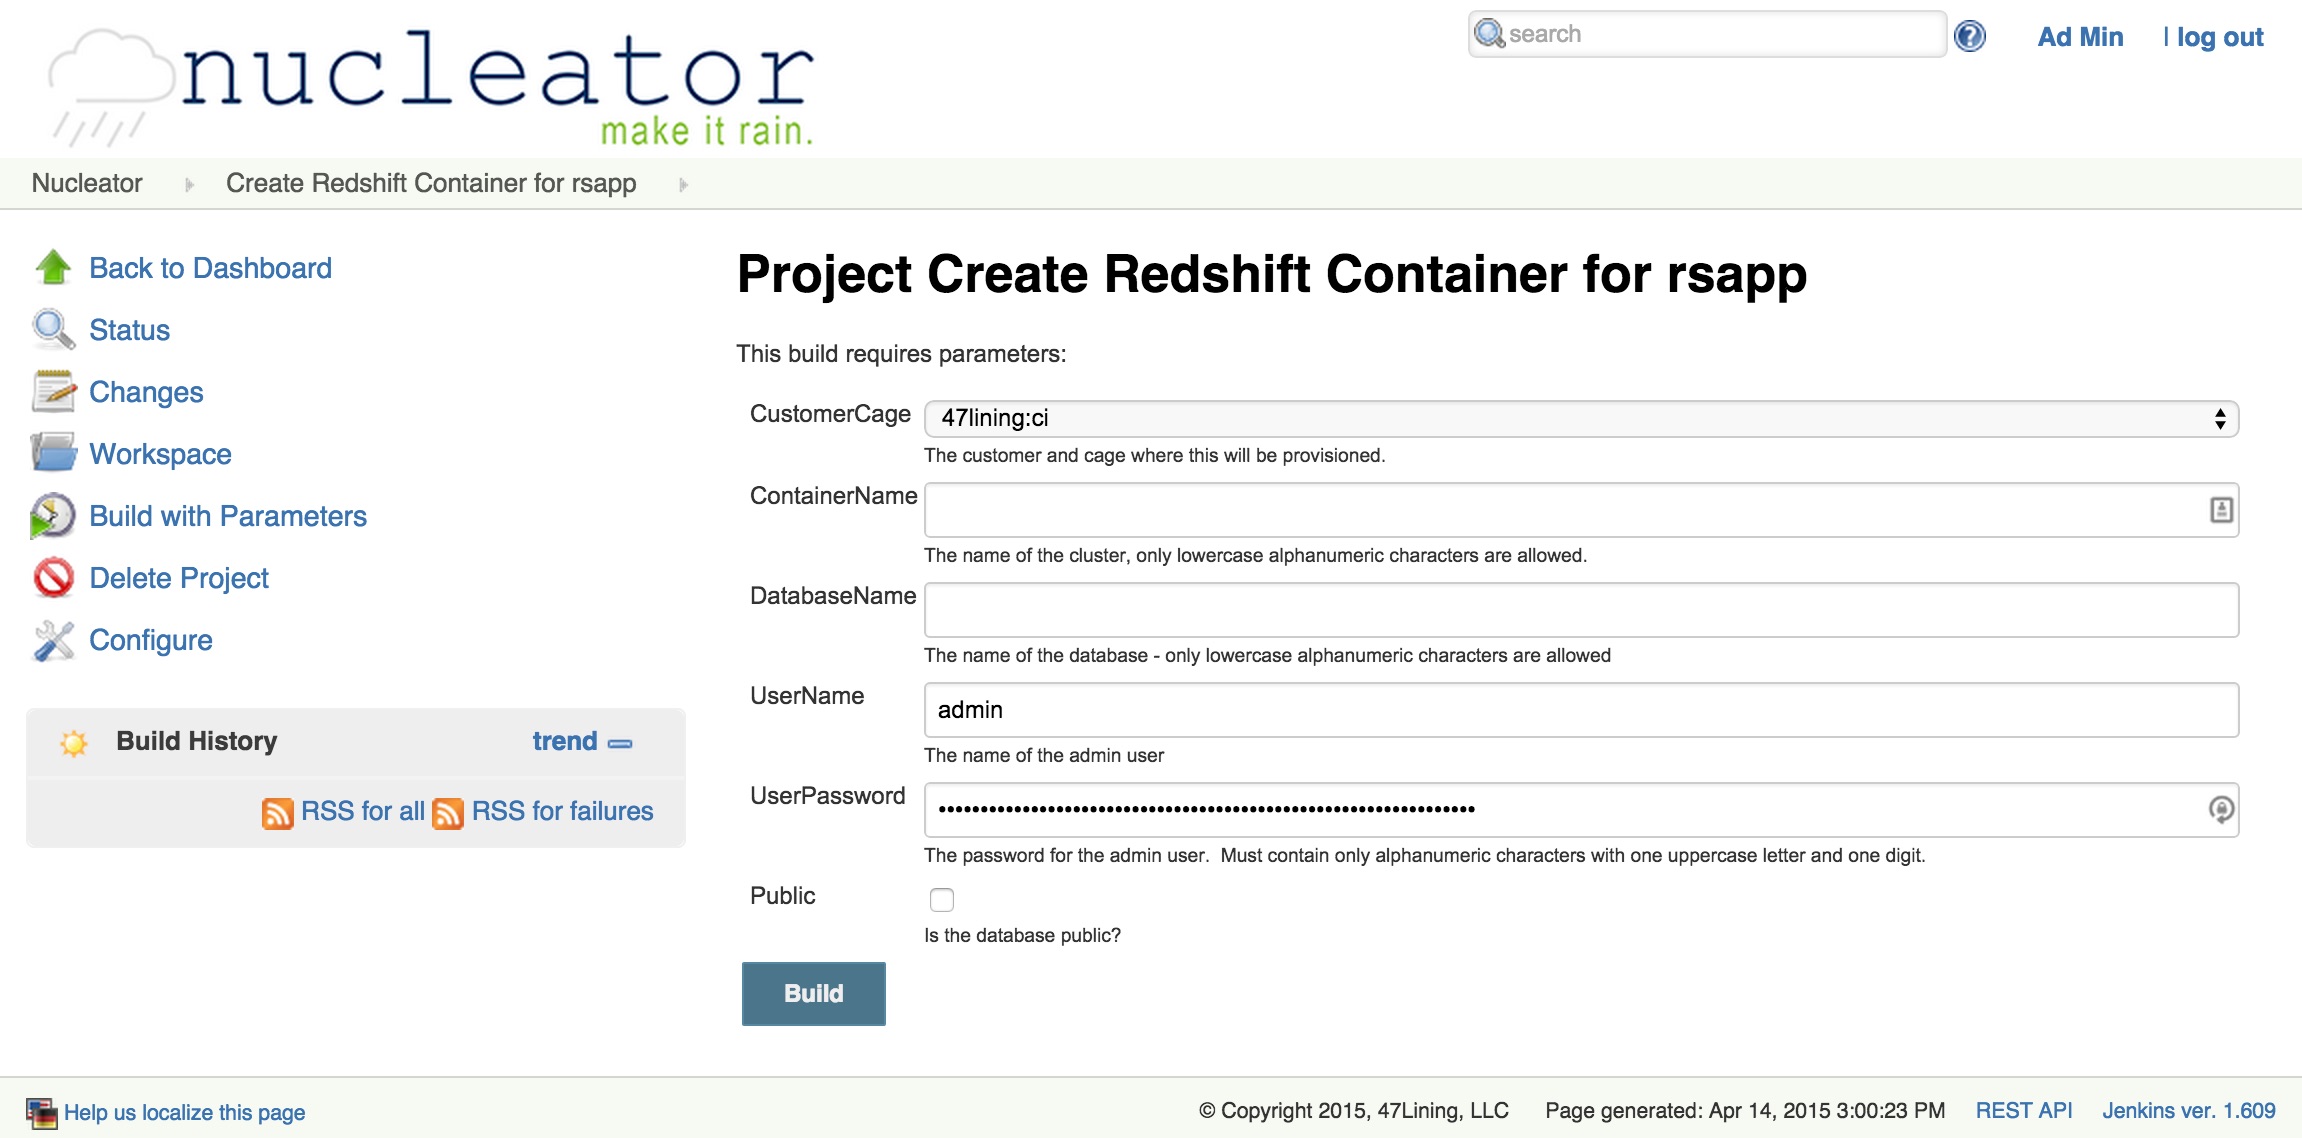 nucleator
make it rain.
search
Ad Min
| log out
Nucleator
Create Redshift Container for rsapp
Back to Dashboard
Status
Changes
Workspace
Build with Parameters
Delete Project
Configure
Build History
trend
RSS for all
RSS for failures
Project Create Redshift Container for rsapp
This build requires parameters:
CustomerCage
47lining:ci
The customer and cage where this will be provisioned.
ContainerName
The name of the cluster, only lowercase alphanumeric characters are allowed.
DatabaseName
The name of the database - only lowercase alphanumeric characters are allowed
UserName
admin
The name of the admin user
UserPassword
••••••••••••••••••••••••••••••••••••••••••••••••••••••••••••••••
The password for the admin user.  Must contain only alphanumeric characters with one uppercase letter and one digit.
Public
Is the database public?
Build
Help us localize this page
© Copyright 2015, 47Lining, LLC
Page generated: Apr 14, 2015 3:00:23 PM
REST API
Jenkins ver. 1.609